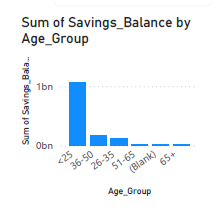 Sum of Savings_Balance by
Age_Group
Sum of Savings_Bala...
1bn
0bn
<25
36-50
26-35
51-65
(Blank)
65+
Age_Group